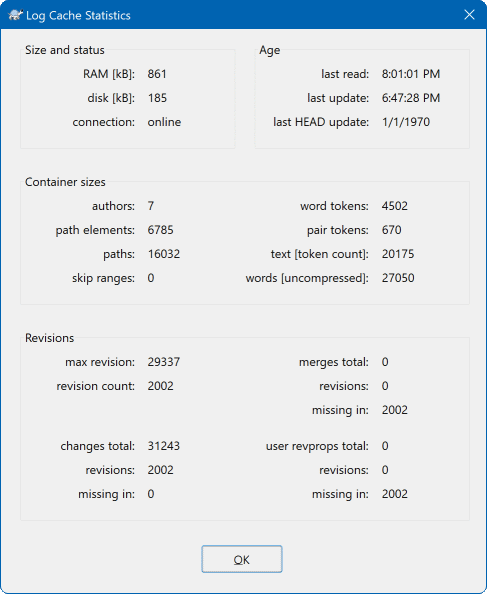 Log Cache Statistics
Size and status
RAM [kB]: 861
disk [kB]: 185
connection: online
Age
last read: 8:01:01 PM
last update: 6:47:28 PM
last HEAD update: 1/1/1970
Container sizes
authors: 7
path elements: 6785
paths: 16032
skip ranges: 0
word tokens: 4502
pair tokens: 670
text [token count]: 20175
words [uncompressed]: 27050
Revisions
max revision: 29337
revision count: 2002
merges total: 0
revisions: 0
missing in: 2002
changes total: 31243
revisions: 2002
missing in: 0
user revprops total: 0
revisions: 0
missing in: 2002
OK